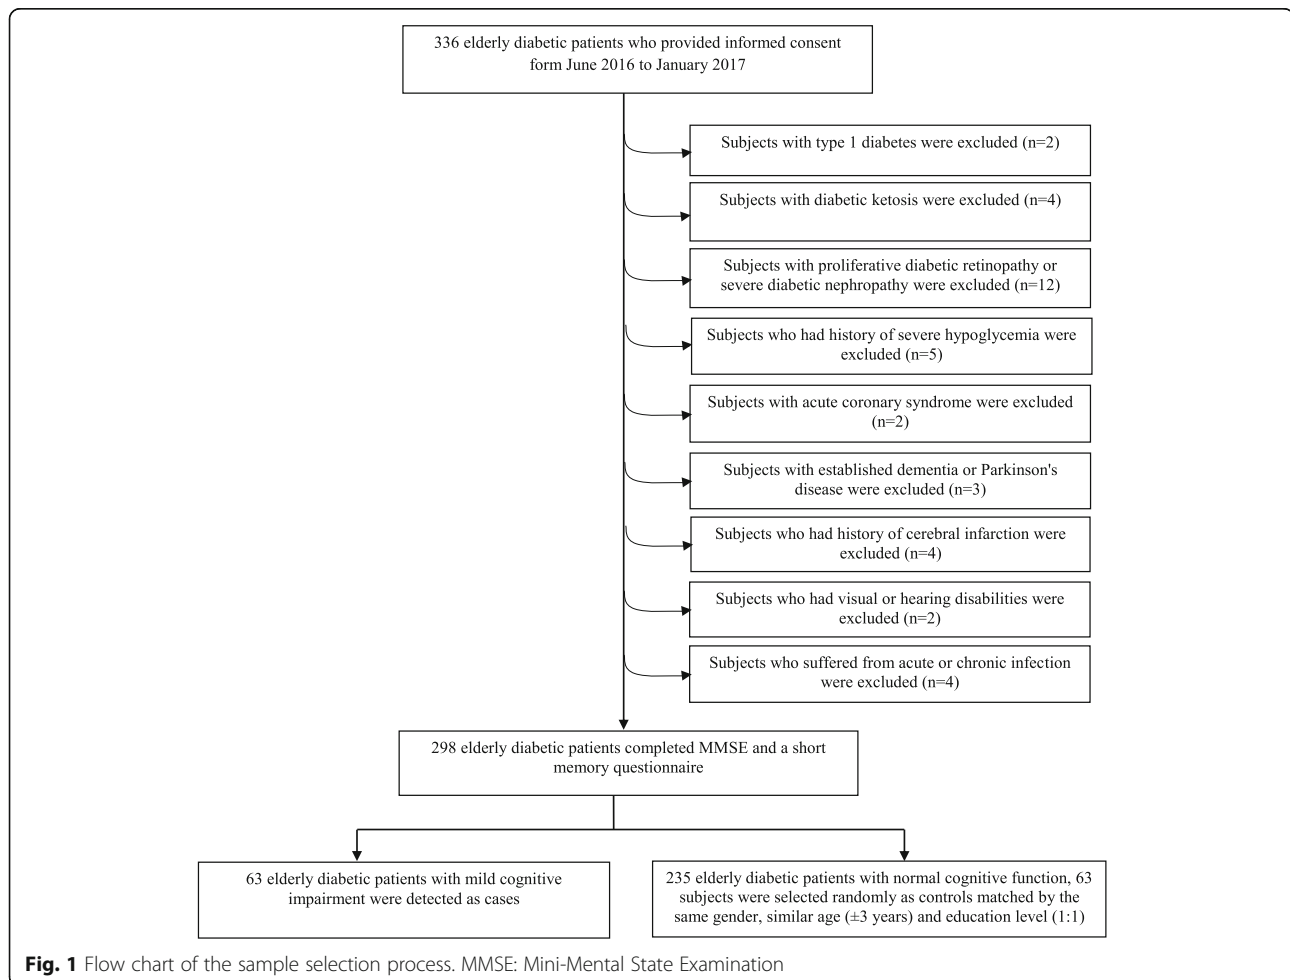 336 elderly diabetic patients who provided informed consent
form June 2016 to January 2017
Subjects with type 1 diabetes were excluded (n=2)
Subjects with diabetic ketosis were excluded (n=4)
Subjects with proliferative diabetic retinopathy or
severe diabetic nephropathy were excluded (n=12)
Subjects who had history of severe hypoglycemia were
excluded (n=5)
Subjects with acute coronary syndrome were excluded
(n=2)
Subjects with established dementia or Parkinson's
disease were excluded (n=3)
Subjects who had history of cerebral infarction were
excluded (n=4)
Subjects who had visual or hearing disabilities were
excluded (n=2)
Subjects who suffered from acute or chronic infection
were excluded (n=4)
298 elderly diabetic patients completed MMSE and a short
memory questionnaire
63 elderly diabetic patients with mild cognitive
impairment were detected as cases
235 elderly diabetic patients with normal cognitive function, 63
subjects were selected randomly as controls matched by the
same gender, similar age (±3 years) and education level (1:1)
Fig. 1 Flow chart of the sample selection process. MMSE: Mini-Mental State Examination